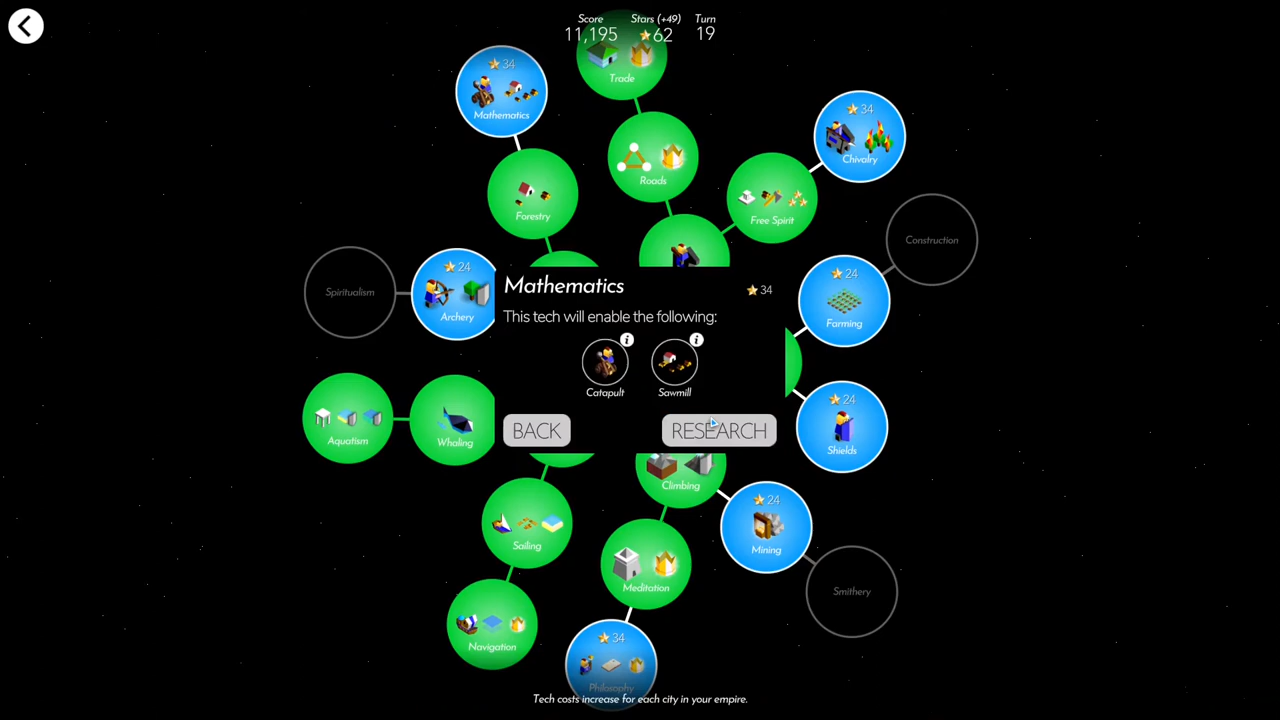 Score
11,195
Stars (+49)
62
Turn
19
34
Mathematics
Trade
Roads
34
Chivalry
Forestry
Free Spirit
Construction
Spiritualism
24
Archery
24
Farming
Mathematics
34
This tech will enable the following:
Catapult
Sawmill
BACK
RESEARCH
Aquatism
Whaling
24
Shields
Climbing
Sailing
24
Mining
Meditation
Smithery
Navigation
34
Philosophy
Tech costs increase for each city in your empire.